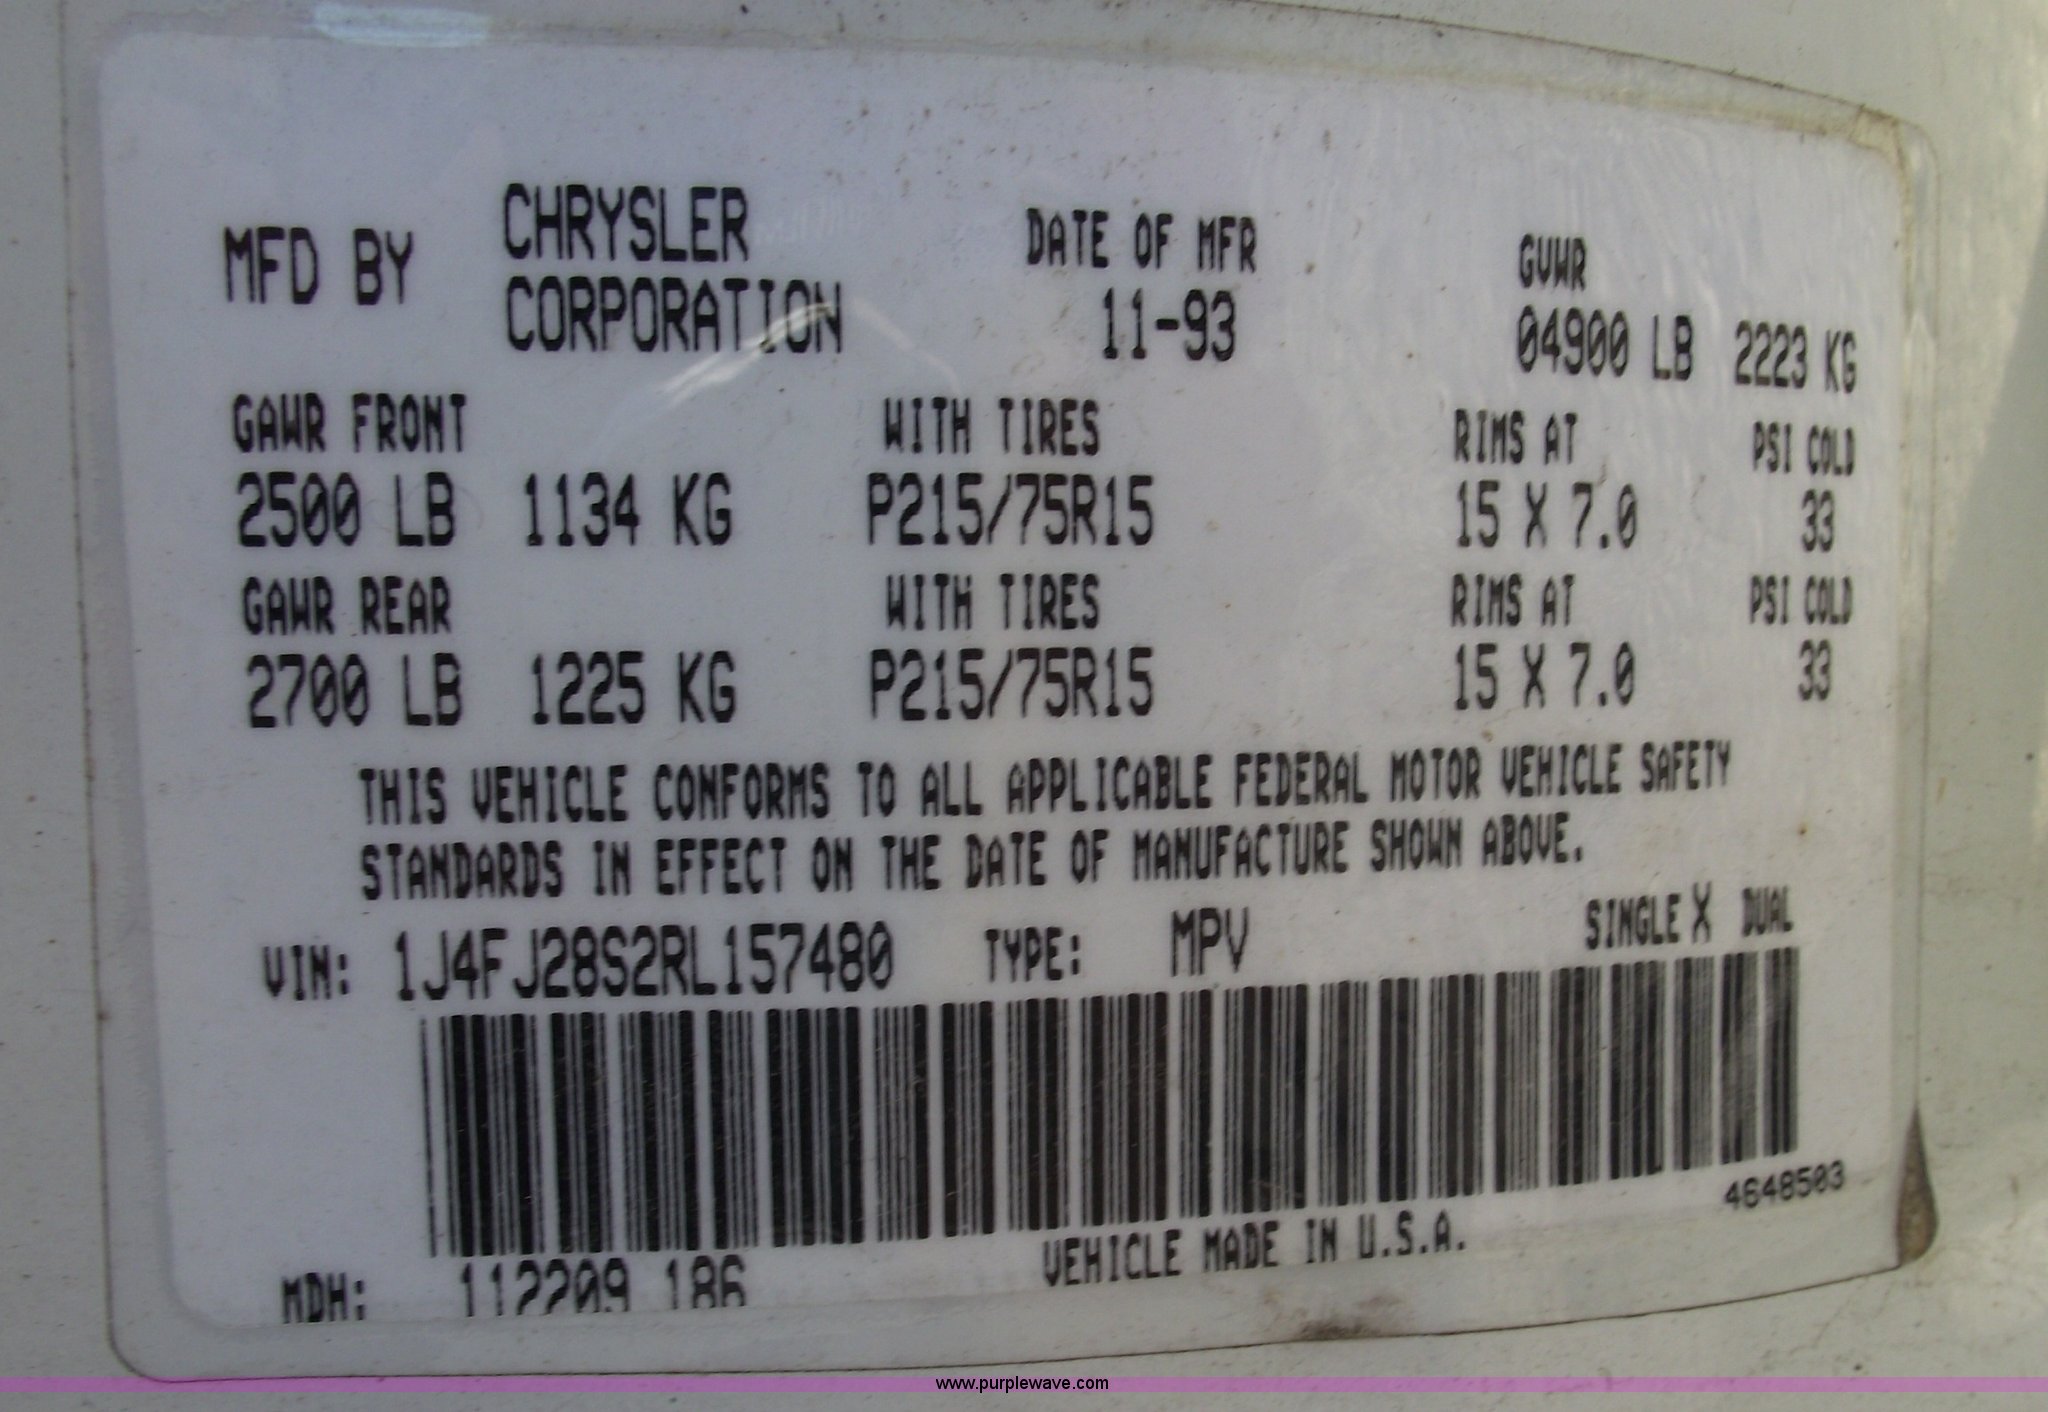 MFD BY CHRYSLER CORPORATION
DATE OF MFR 11-93
GVWR 04900 LB 2223 KG
GAWR FRONT WITH TIRES RIMS AT PSI COLD
2500 LB 1134 KG P215/75R15 15 X 7.0 33
GAWR REAR WITH TIRES RIMS AT PSI COLD
2700 LB 1225 KG P215/75R15 15 X 7.0 33
THIS VEHICLE CONFORMS TO ALL APPLICABLE FEDERAL MOTOR VEHICLE SAFETY
STANDARDS IN EFFECT ON THE DATE OF MANUFACTURE SHOWN ABOVE.
VIN: 1J4FJ28S2RL157480 TYPE: MPV SINGLE X DUAL
4648503
MDH: 112209 186 VEHICLE MADE IN U.S.A.
www.purplewave.com